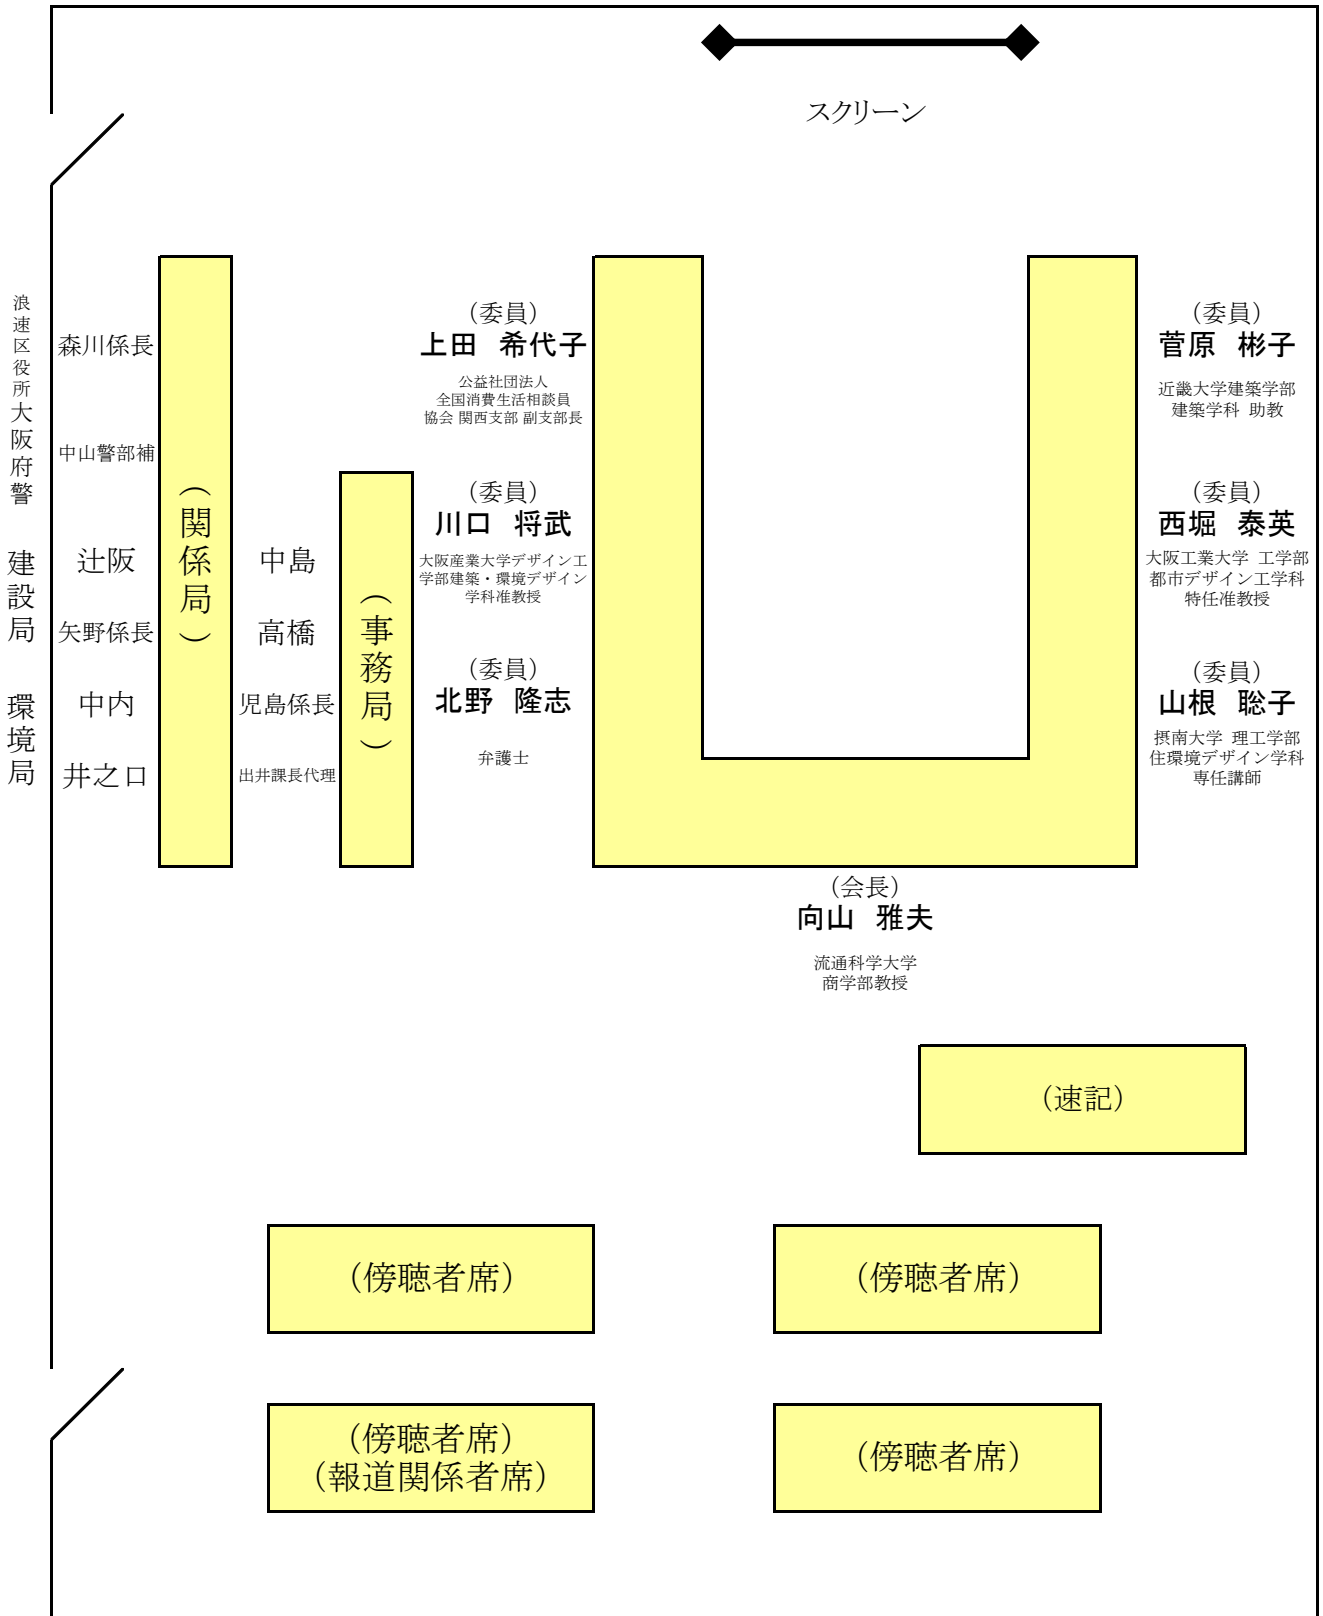 スクリーン
浪速区役所
大阪府警
建設局
環境局
森川係長
中山警部補
辻阪
矢野係長
中内
井之口
（関係局）
中島
高橋
児島係長
出井課長代理
（事務局）
（委員）
上田 希代子
公益社団法人
全国消費生活相談員
協会 関西支部 副支部長
（委員）
川口 将武
大阪産業大学デザイン工
学部建築・環境デザイン
学科准教授
（委員）
北野 隆志
弁護士
（委員）
菅原 彬子
近畿大学建築学部
建築学科 助教
（委員）
西堀 泰英
大阪工業大学 工学部
都市デザイン工学科
特任准教授
（委員）
山根 聡子
摂南大学 理工学部
住環境デザイン学科
専任講師
（会長）
向山 雅夫
流通科学大学
商学部教授
（速記）
（傍聴者席）
（傍聴者席）
（傍聴者席）
（報道関係者席）
（傍聴者席）